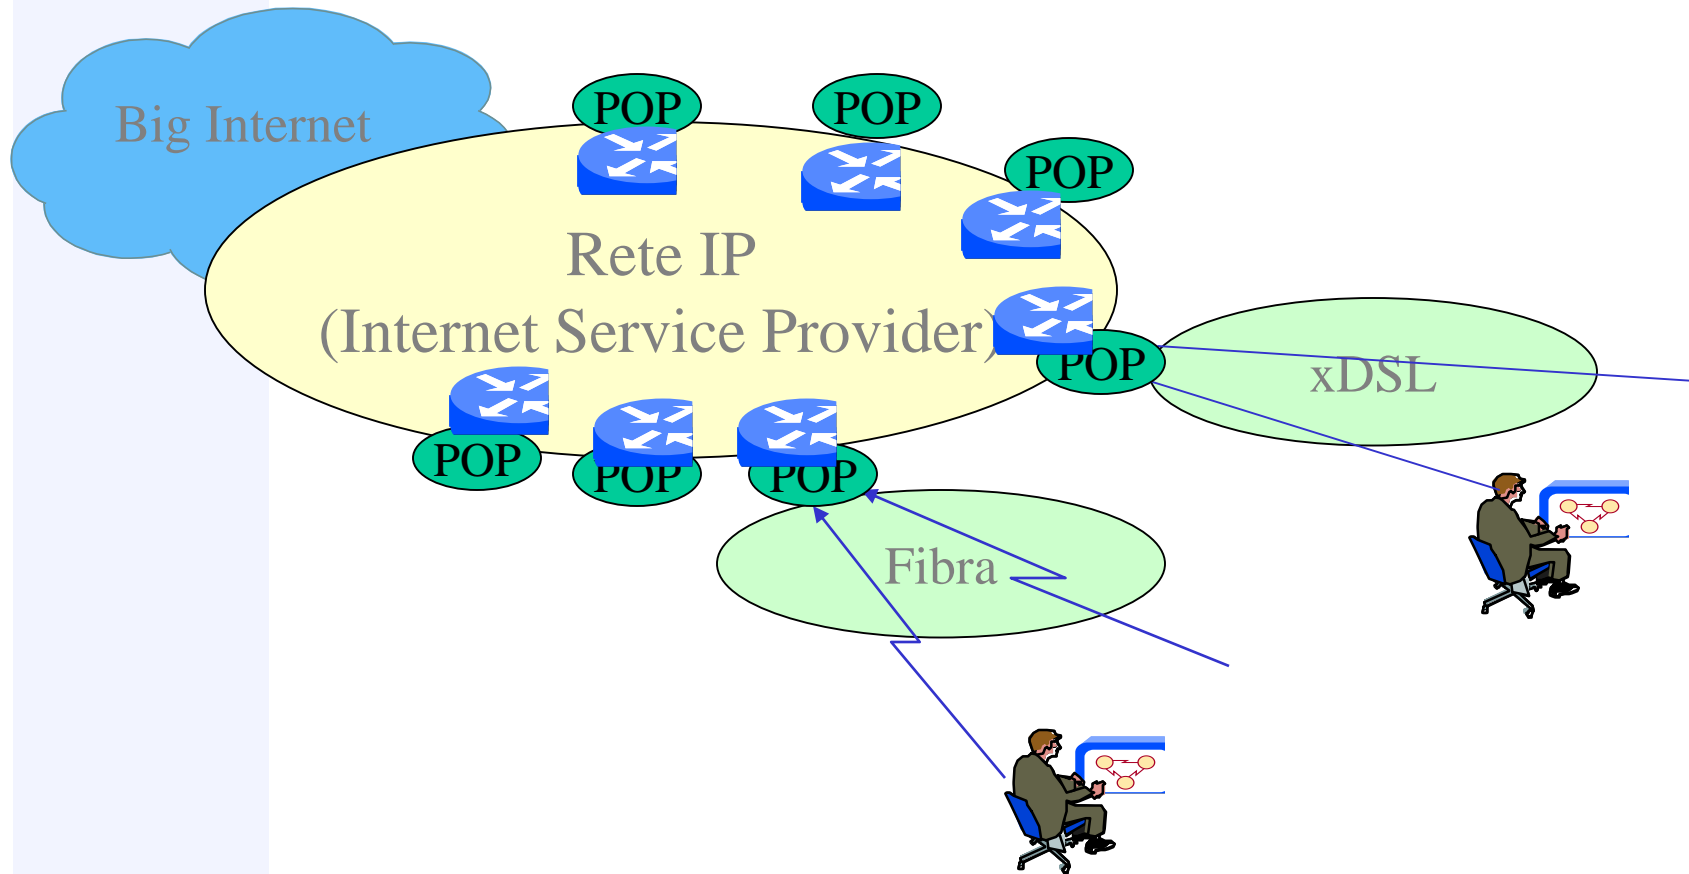 POP
POP
Big Internet
POP
Rete IP
(Internet Service Provider)
POP
xDSL
POP
POP
POP
Fibra